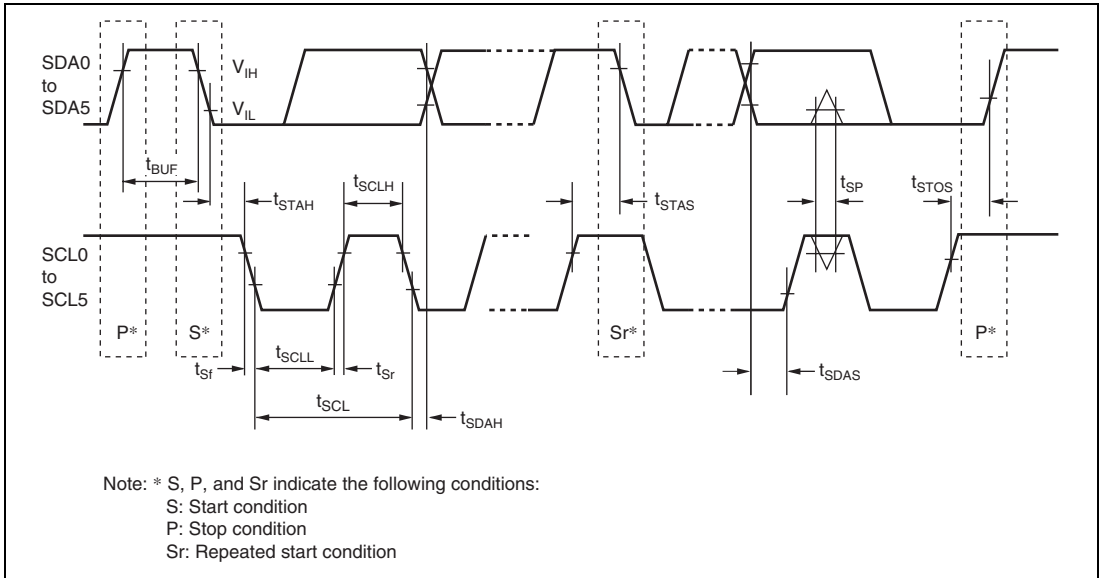 SDA0
to
SDA5
V_IH
V_IL
t_BUF
t_STAH
t_SCLH
t_STAS
t_SP
t_STOS
SCL0
to
SCL5
P*
S*
Sr*
P*
t_Sf
t_SCLL
t_Sr
t_SCL
t_SDAH
t_SDAS
Note: * S, P, and Sr indicate the following conditions:
S: Start condition
P: Stop condition
Sr: Repeated start condition